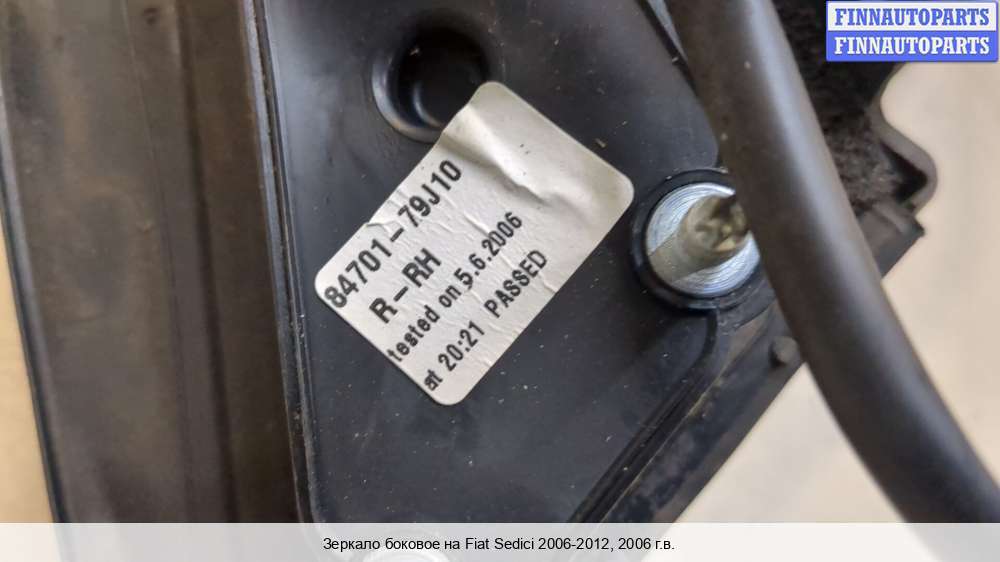 FINNAUTOPARTS
FINNAUTOPARTS
84701-79J10
R-RH
tested on 5.6.2006
at 20:21 PASSED
Зеркало боковое на Fiat Sedici 2006-2012, 2006 г.в.